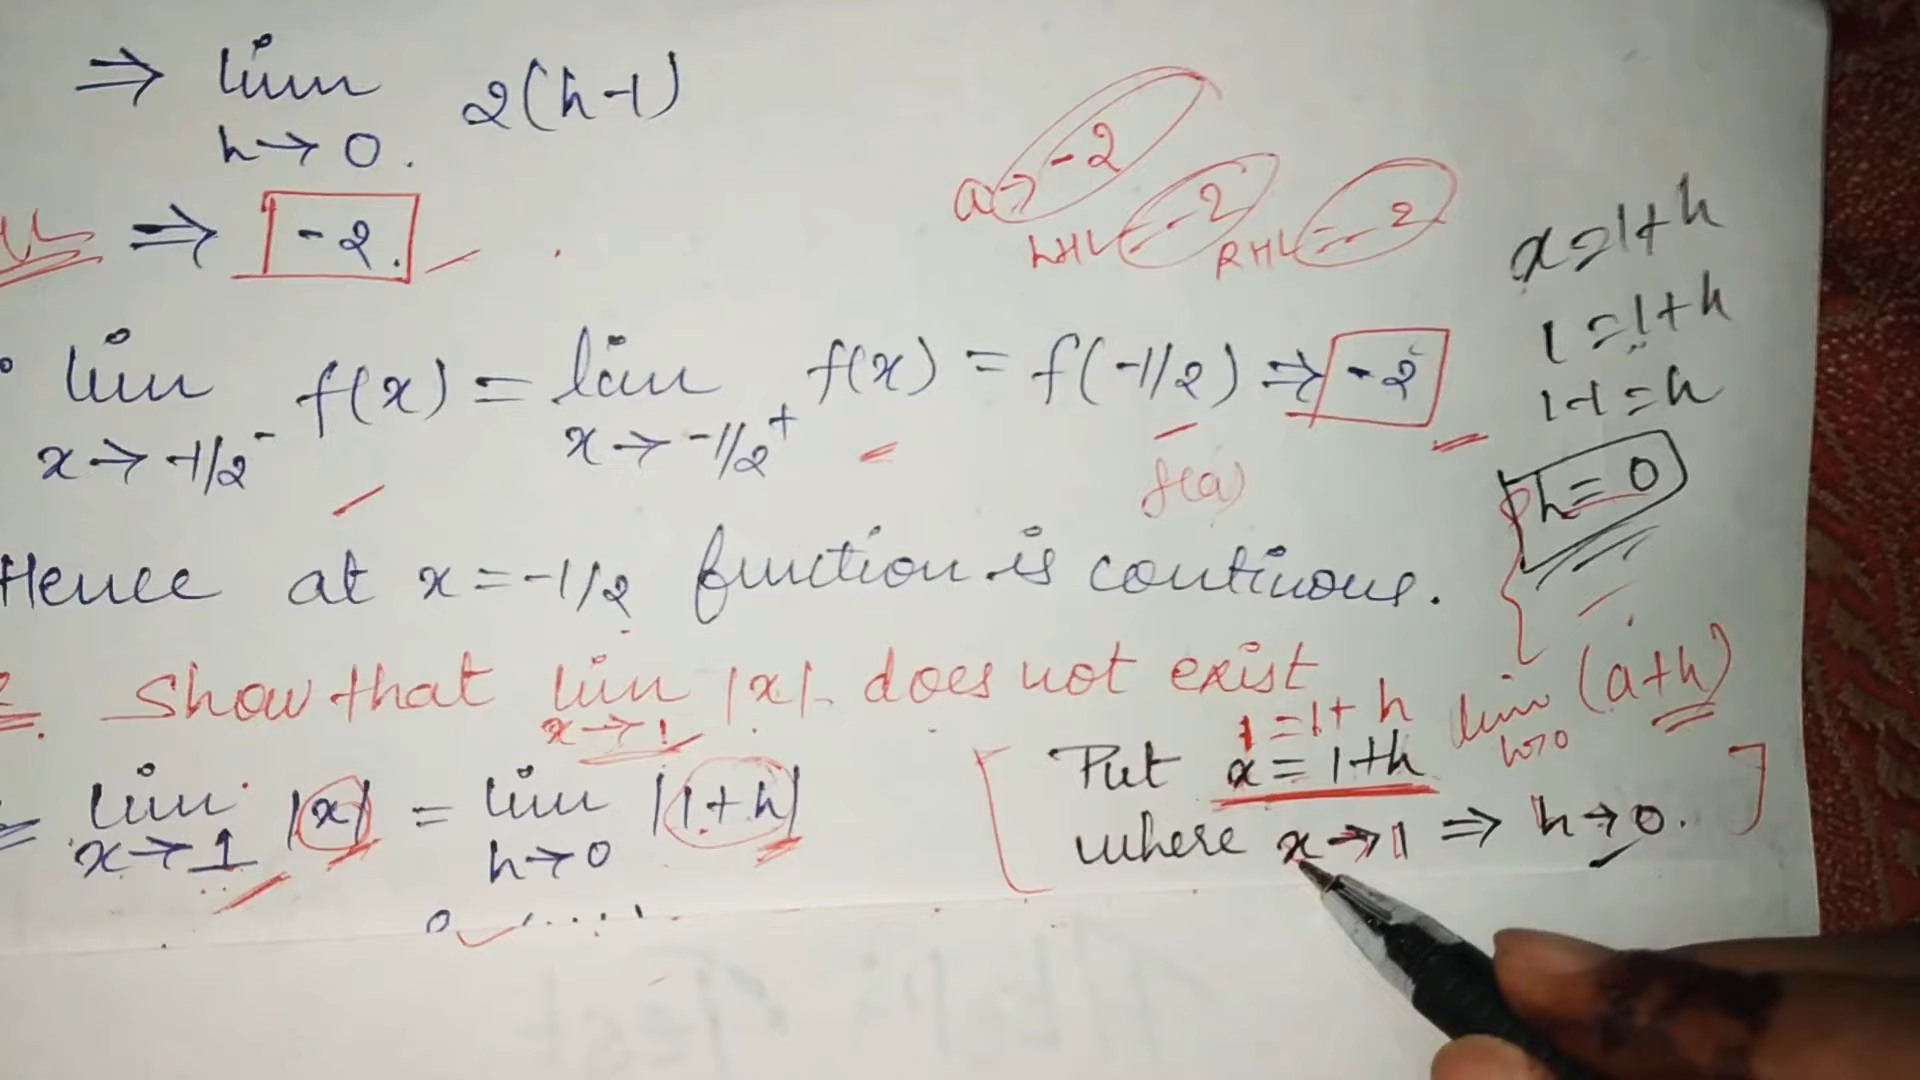 ⇒ lim 2(h-1)
h→0.
⇒ -2.
a→ -2
LHL = -2 RHL = -2
x=1+h
1=1+h
1-1=h
h=0
lim f(x) = lim f(x) = f(-1/2) ⇒ -2
x→-1/2⁻ x→-1/2⁺
f(a)
Hence at x=-1/2 function is continous.
Show that lim |x| does not exist
x→1
1=1+h
lim (a+h)
h→0
lim |x| = lim |1+h|
x→1 h→0
[Put x=1+h
where x→1 ⇒ h→0.]